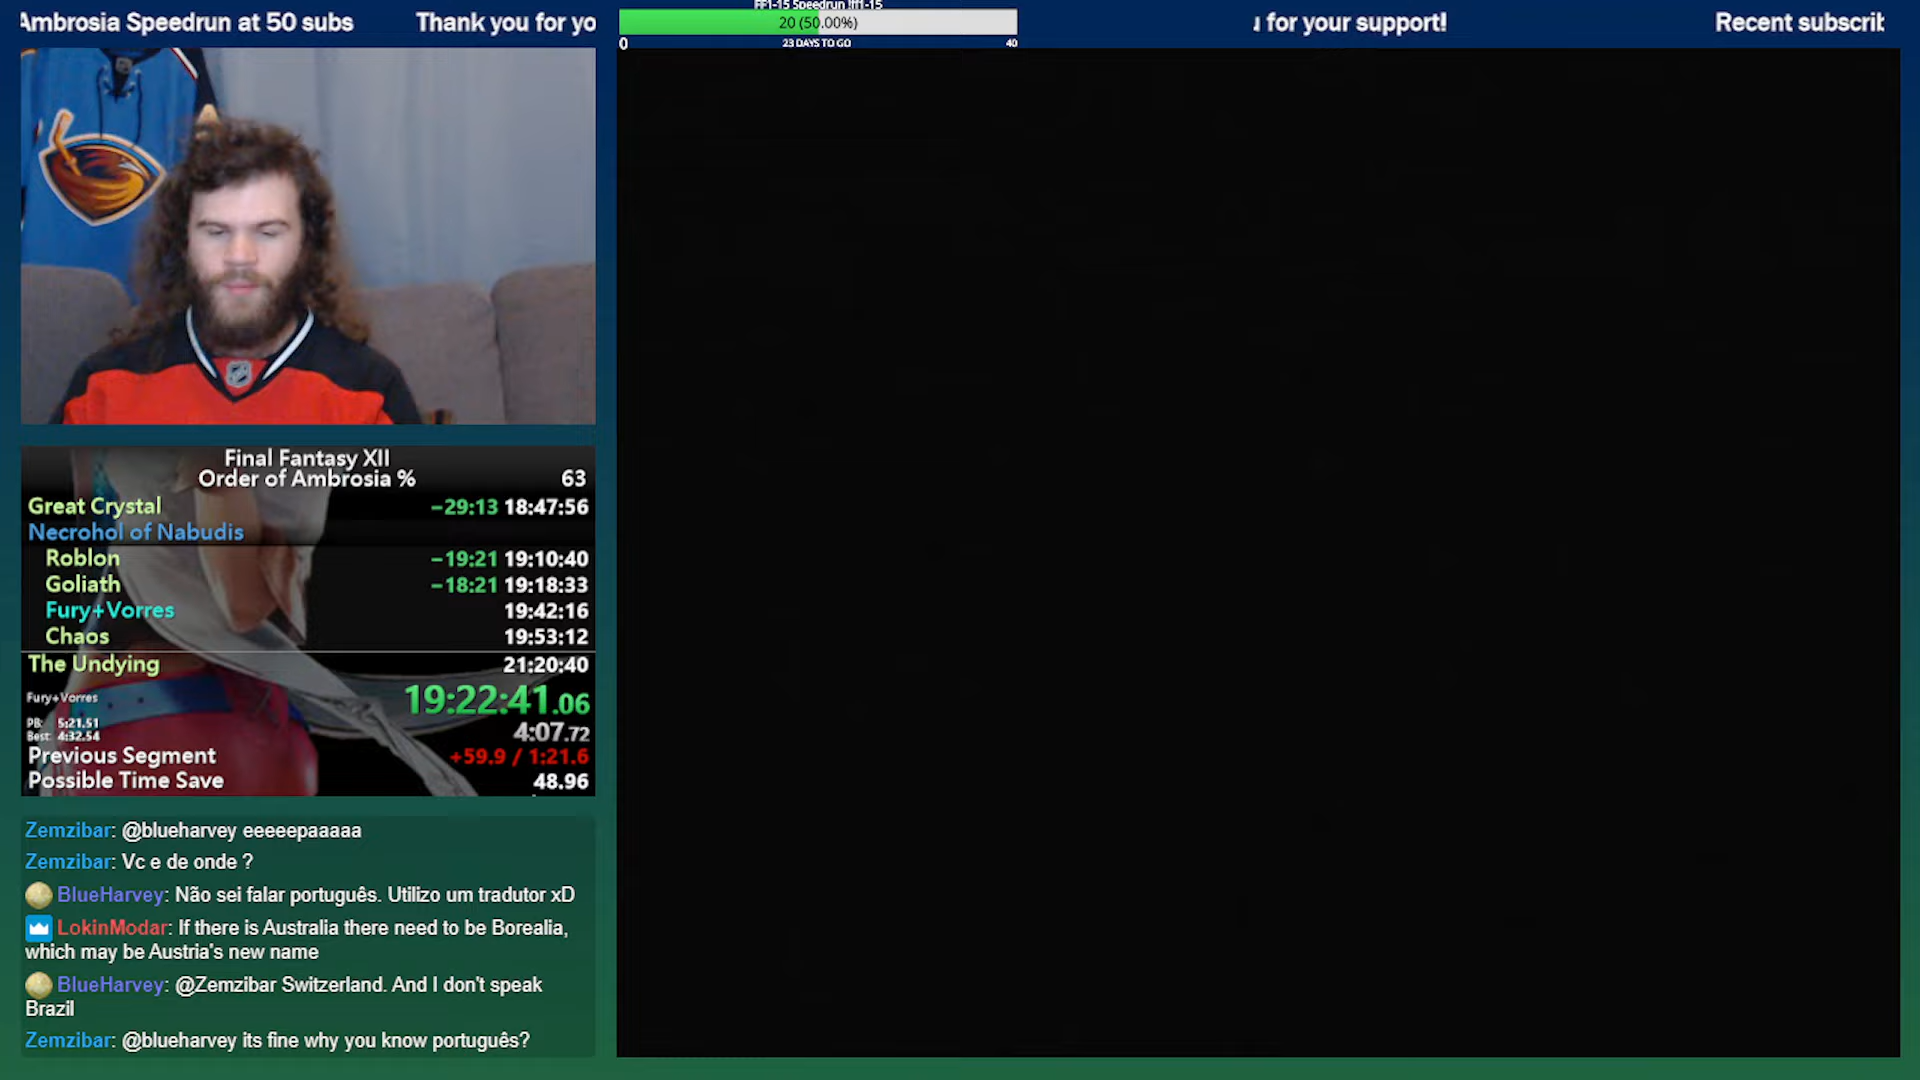 Ambrosia Speedrun at 50 subs
Thank you for yo
FF1-15 Speedrun !ff1-15
20 (50.00%)
0
23 DAYS TO GO
40
u for your support!
Recent subscrib
Final Fantasy XII
Order of Ambrosia %
63
Great Crystal
−29:13 18:47:56
Necrohol of Nabudis
Roblon
−19:21 19:10:40
Goliath
−18:21 19:18:33
Fury+Vorres
19:42:16
Chaos
19:53:12
The Undying
21:20:40
Fury+Vorres
19:22:41.06
PB: 5:21.51
Best: 4:32.54
4:07.72
Previous Segment
+59.9 / 1:21.6
Possible Time Save
48.96
Zemzibar: @blueharvey eeeeepaaaaa
Zemzibar: Vc e de onde ?
BlueHarvey: Não sei falar português. Utilizo um tradutor xD
LokinModar: If there is Australia there need to be Borealia,
which may be Austria's new name
BlueHarvey: @Zemzibar Switzerland. And I don't speak
Brazil
Zemzibar: @blueharvey its fine why you know português?